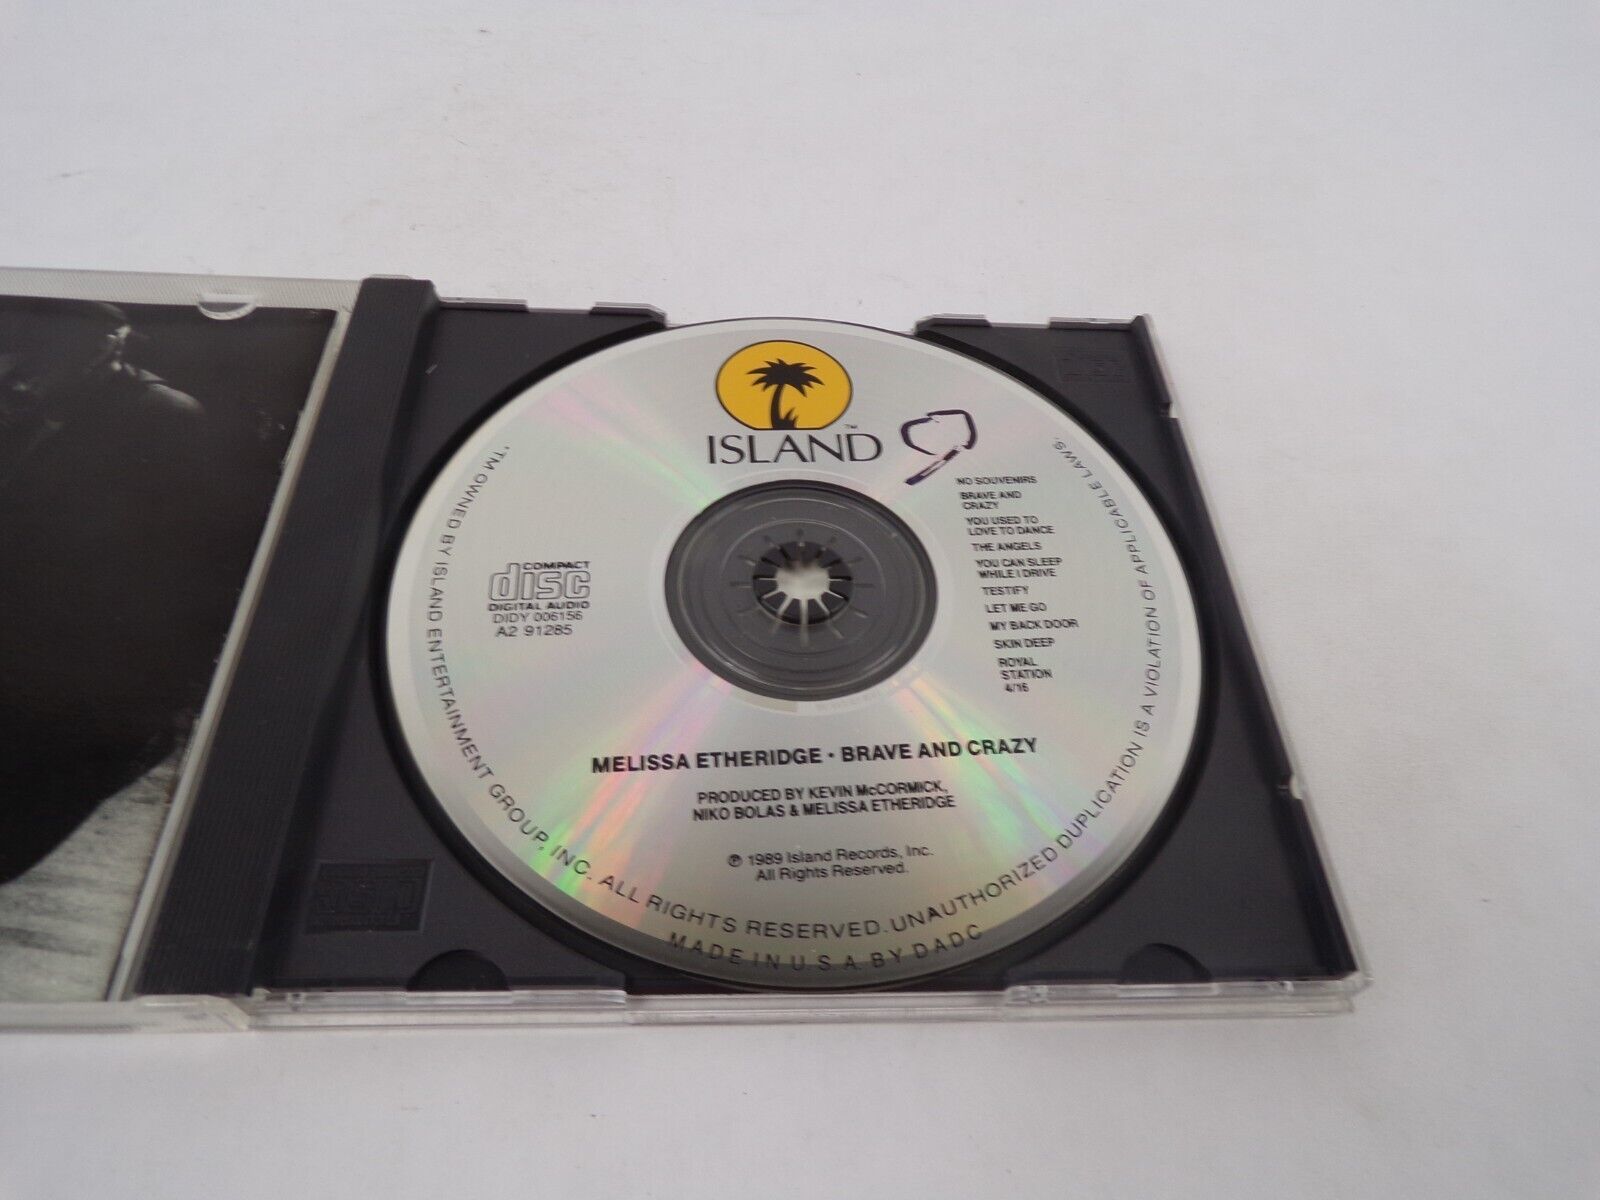 ISLAND™
NO SOUVENIRS
BRAVE AND
CRAZY
YOU USED TO
LOVE TO DANCE
THE ANGELS
YOU CAN SLEEP
WHILE I DRIVE
TESTIFY
LET ME GO
MY BACK DOOR
SKIN DEEP
ROYAL
STATION
4/16
COMPACT
disc
DIGITAL AUDIO
DIDY 006156
A2 91285
MELISSA ETHERIDGE · BRAVE AND CRAZY
PRODUCED BY KEVIN McCORMICK,
NIKO BOLAS & MELISSA ETHERIDGE
℗ 1989 Island Records, Inc.
All Rights Reserved.
"TM OWNED BY ISLAND ENTERTAINMENT GROUP, INC. ALL RIGHTS RESERVED. UNAUTHORIZED DUPLICATION IS A VIOLATION OF APPLICABLE LAWS.
MADE IN U.S.A. BY DADC